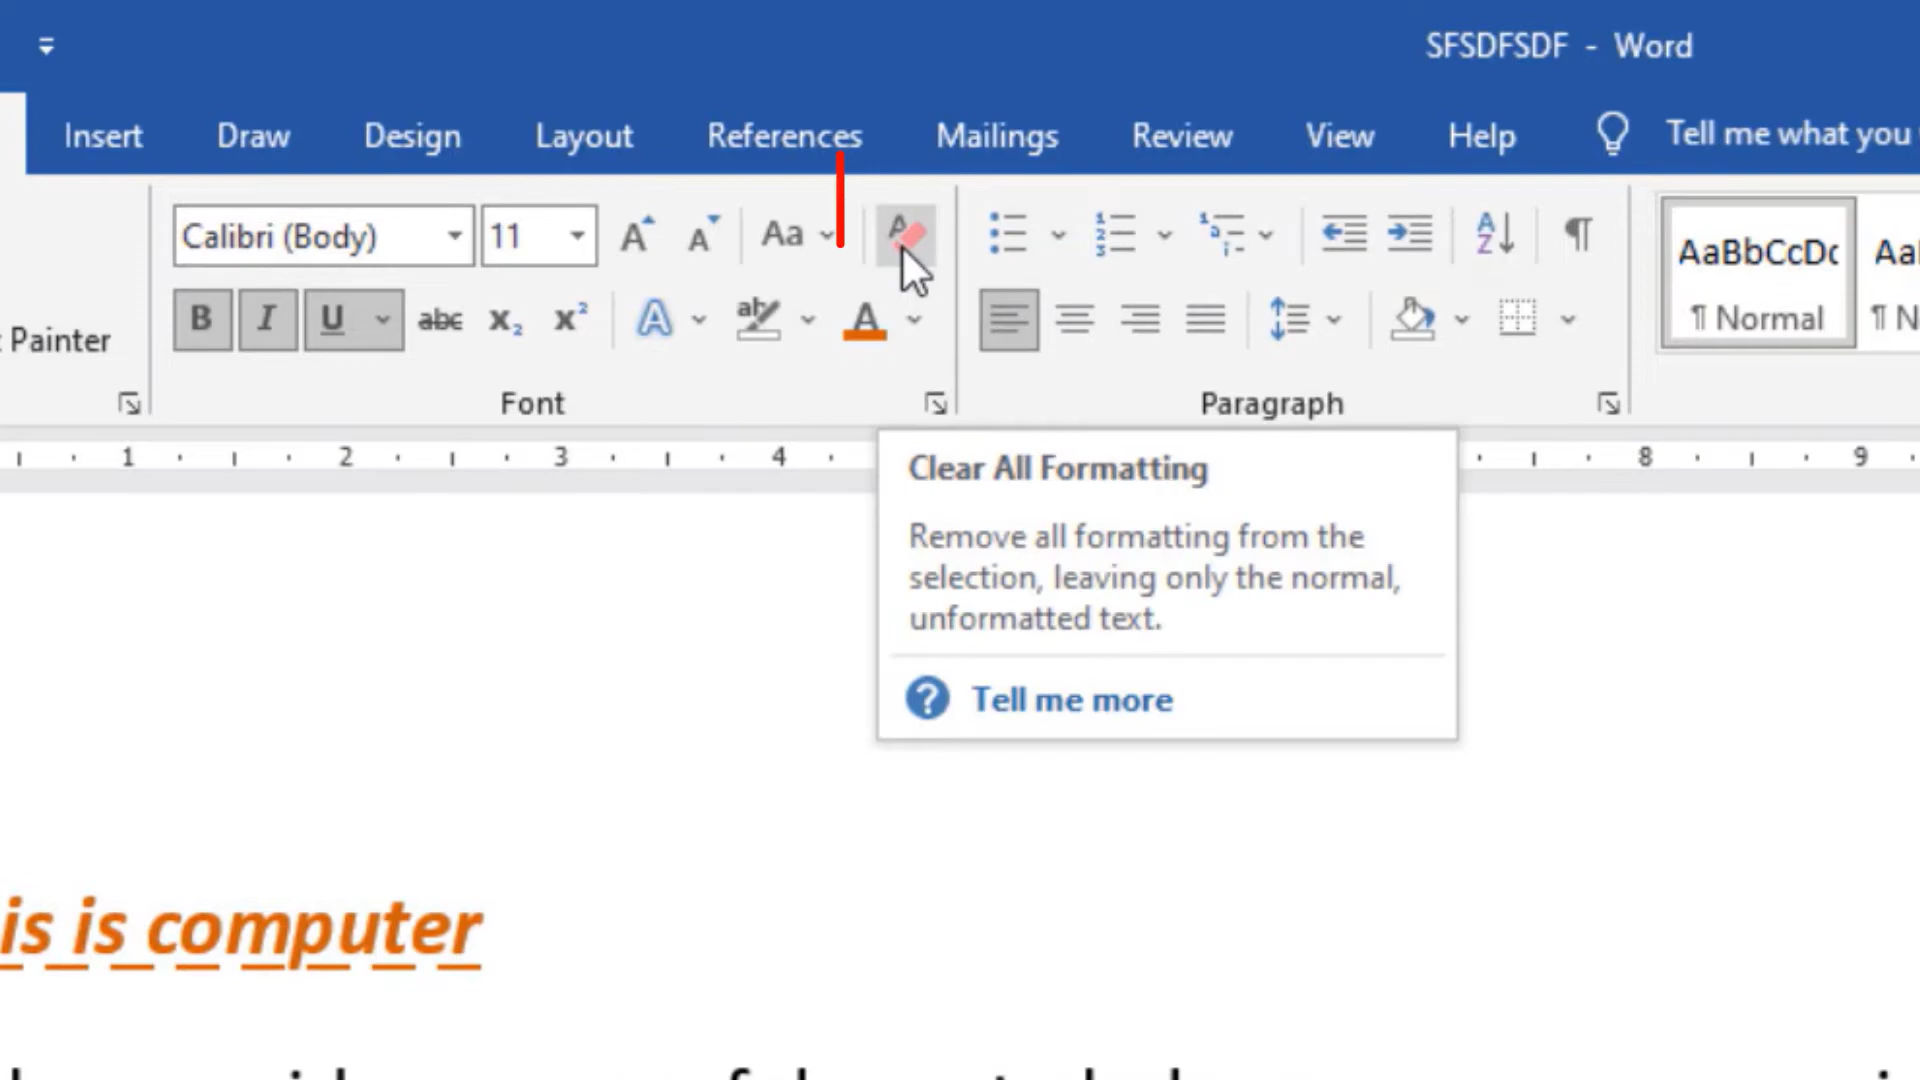 SFSDFSDF - Word
Insert Draw Design Layout References Mailings Review View Help Tell me what you
Calibri (Body) 11 Aa
AaBbCcDc Aa
B I U abc x₂ x² ab A
Painter
¶ Normal ¶ N
Font Paragraph
1 2 3 4 8 9
Clear All Formatting
Remove all formatting from the
selection, leaving only the normal,
unformatted text.
Tell me more
is is computer